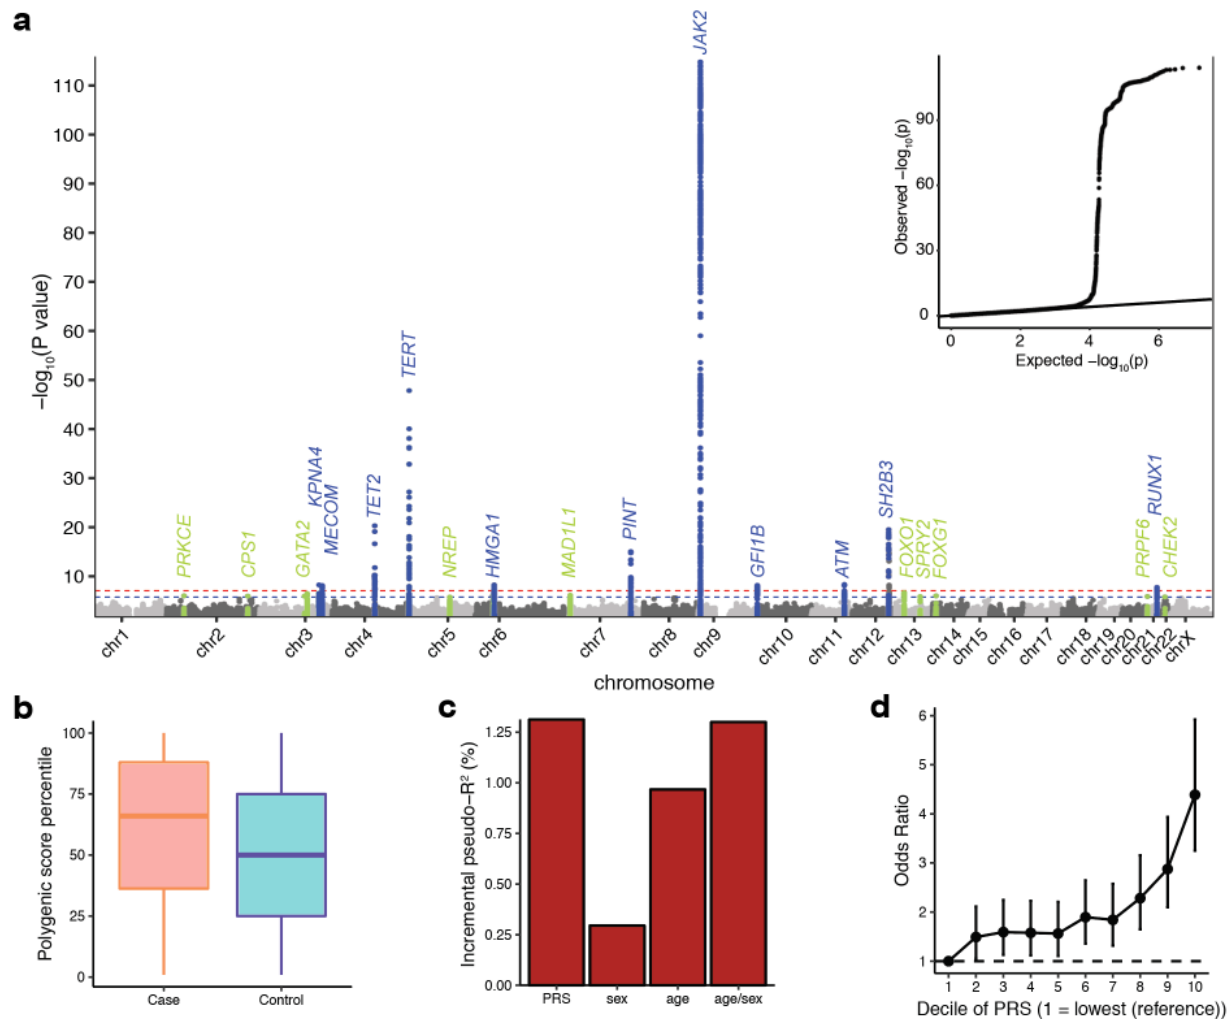 a
JAK2
110
100
90
80
70
60
50
40
30
20
10
−log10(P value)
PRKCE
CPS1
GATA2
KPNA4
MECOM
TET2
TERT
NREP
HMGA1
MAD1L1
PINT
GFI1B
ATM
SH2B3
FOXO1
SPRY2
FOXG1
PRPF6
RUNX1
CHEK2
chr1
chr2
chr3
chr4
chr5
chr6
chr7
chr8
chr9
chr10
chr11
chr12
chr13
chr14
chr15
chr16
chr17
chr18
chr19
chr20
chr21
chr22
chrX
chromosome
Observed −log10(p)
90
60
30
0
0 2 4 6
Expected −log10(p)
b
Polygenic score percentile
100
75
50
25
0
Case Control
c
Incremental pseudo-R² (%)
1.25
1.00
0.75
0.50
0.25
0.00
PRS sex age age/sex
d
Odds Ratio
6
5
4
3
2
1
1 2 3 4 5 6 7 8 9 10
Decile of PRS (1 = lowest (reference))